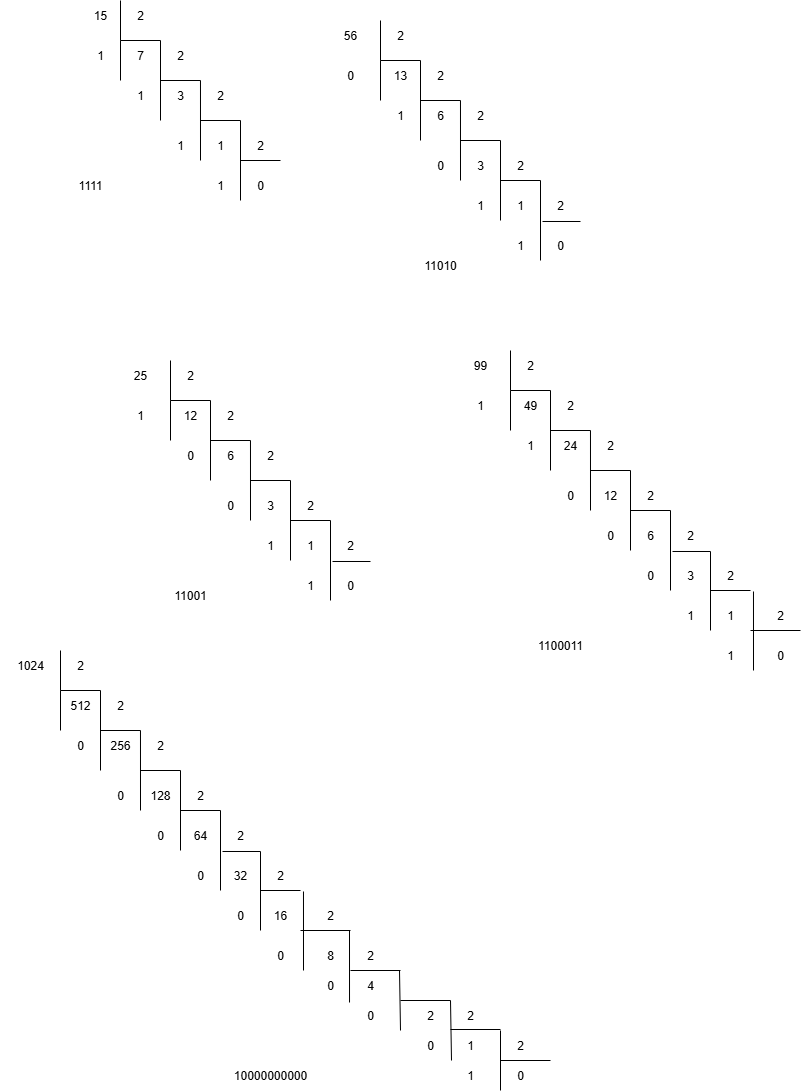 15 2
1 7 2
1 3 2
1 1 2
1111 1 0
56 2
0 13 2
1 6 2
0 3 2
1 1 2
1 0
11010
25 2
1 12 2
0 6 2
0 3 2
1 1 2
1 0
11001
99 2
1 49 2
1 24 2
0 12 2
0 6 2
0 3 2
1 1 2
1 0
1100011
1024 2
512 2
0 256 2
0 128 2
0 64 2
0 32 2
0 16 2
0 8 2
0 4
0 2 2
0 1 2
1 0
10000000000